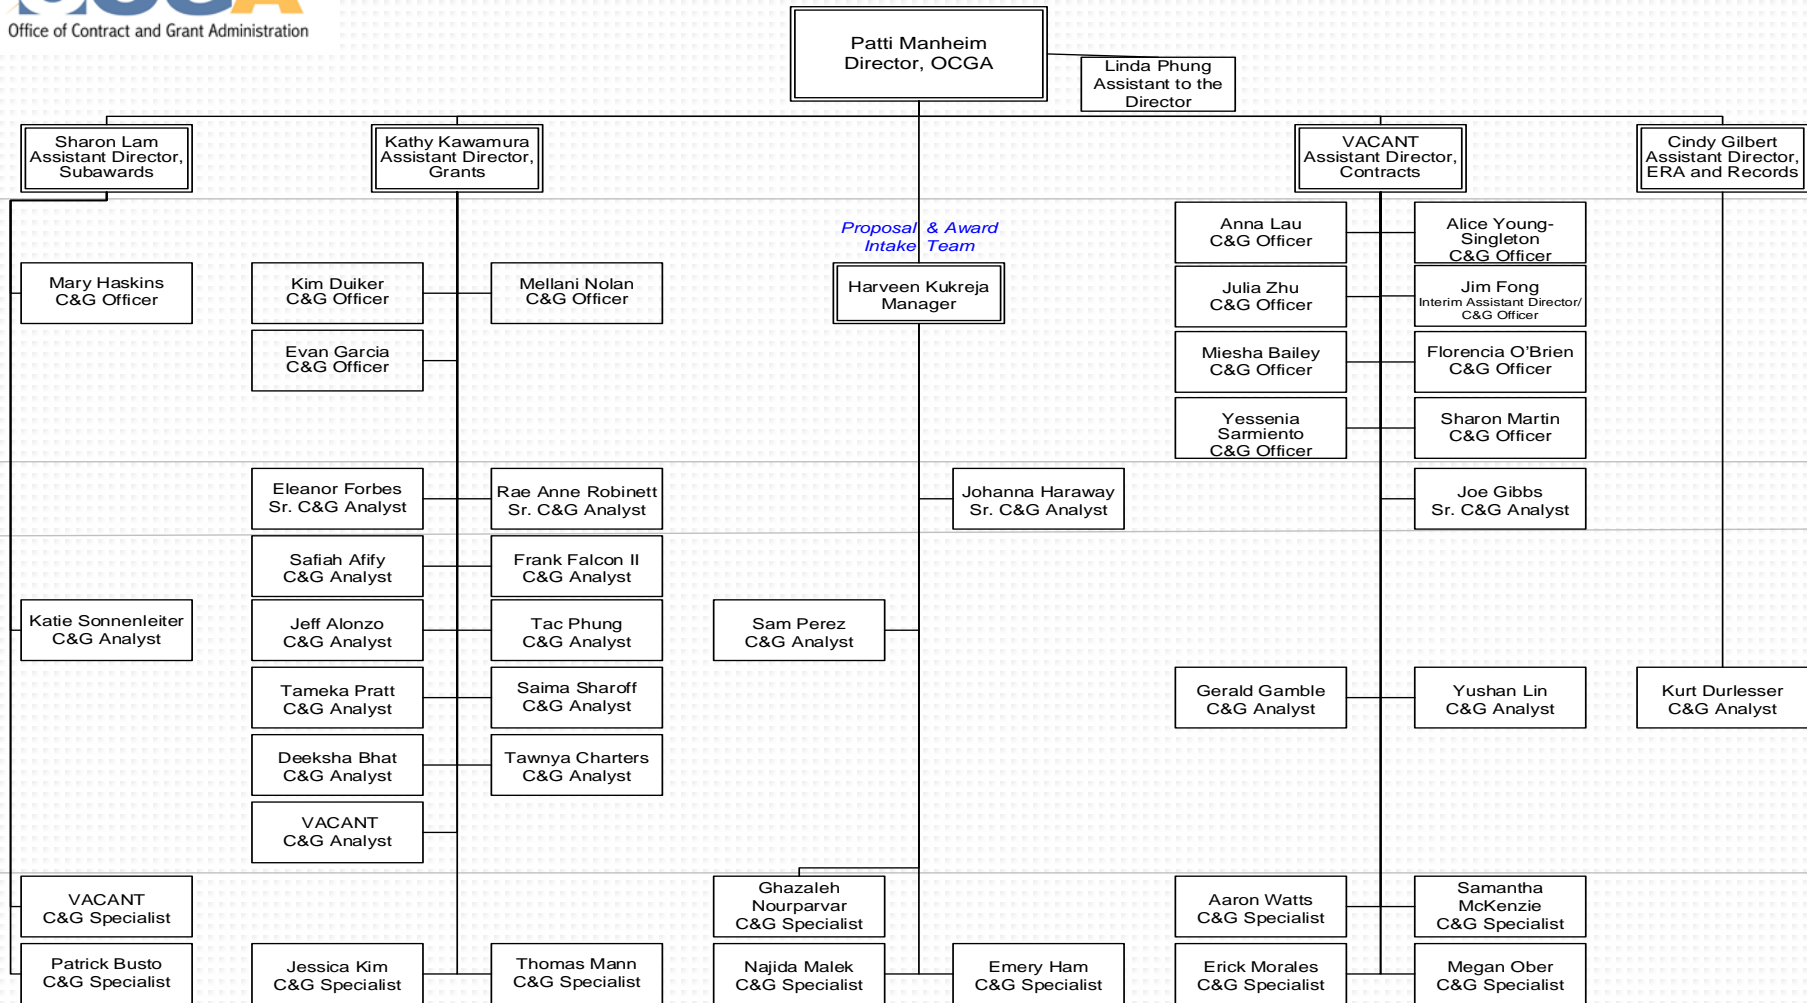 OCGA
Office of Contract and Grant Administration
Patti Manheim
Director, OCGA
Linda Phung
Assistant to the
Director
Sharon Lam
Assistant Director,
Subawards
Kathy Kawamura
Assistant Director,
Grants
VACANT
Assistant Director,
Contracts
Cindy Gilbert
Assistant Director,
ERA and Records
Proposal & Award
Intake Team
Harveen Kukreja
Manager
Mary Haskins
C&G Officer
Kim Duiker
C&G Officer
Mellani Nolan
C&G Officer
Evan Garcia
C&G Officer
Anna Lau
C&G Officer
Alice Young-
Singleton
C&G Officer
Julia Zhu
C&G Officer
Jim Fong
Interim Assistant Director/
C&G Officer
Miesha Bailey
C&G Officer
Florencia O’Brien
C&G Officer
Yessenia
Sarmiento
C&G Officer
Sharon Martin
C&G Officer
Eleanor Forbes
Sr. C&G Analyst
Rae Anne Robinett
Sr. C&G Analyst
Johanna Haraway
Sr. C&G Analyst
Joe Gibbs
Sr. C&G Analyst
Safiah Afify
C&G Analyst
Frank Falcon II
C&G Analyst
Katie Sonnenleiter
C&G Analyst
Jeff Alonzo
C&G Analyst
Tac Phung
C&G Analyst
Sam Perez
C&G Analyst
Tameka Pratt
C&G Analyst
Saima Sharoff
C&G Analyst
Gerald Gamble
C&G Analyst
Yushan Lin
C&G Analyst
Kurt Durlesser
C&G Analyst
Deeksha Bhat
C&G Analyst
Tawnya Charters
C&G Analyst
VACANT
C&G Analyst
VACANT
C&G Specialist
Ghazaleh
Nourparvar
C&G Specialist
Aaron Watts
C&G Specialist
Samantha
McKenzie
C&G Specialist
Patrick Busto
C&G Specialist
Jessica Kim
C&G Specialist
Thomas Mann
C&G Specialist
Najida Malek
C&G Specialist
Emery Ham
C&G Specialist
Erick Morales
C&G Specialist
Megan Ober
C&G Specialist